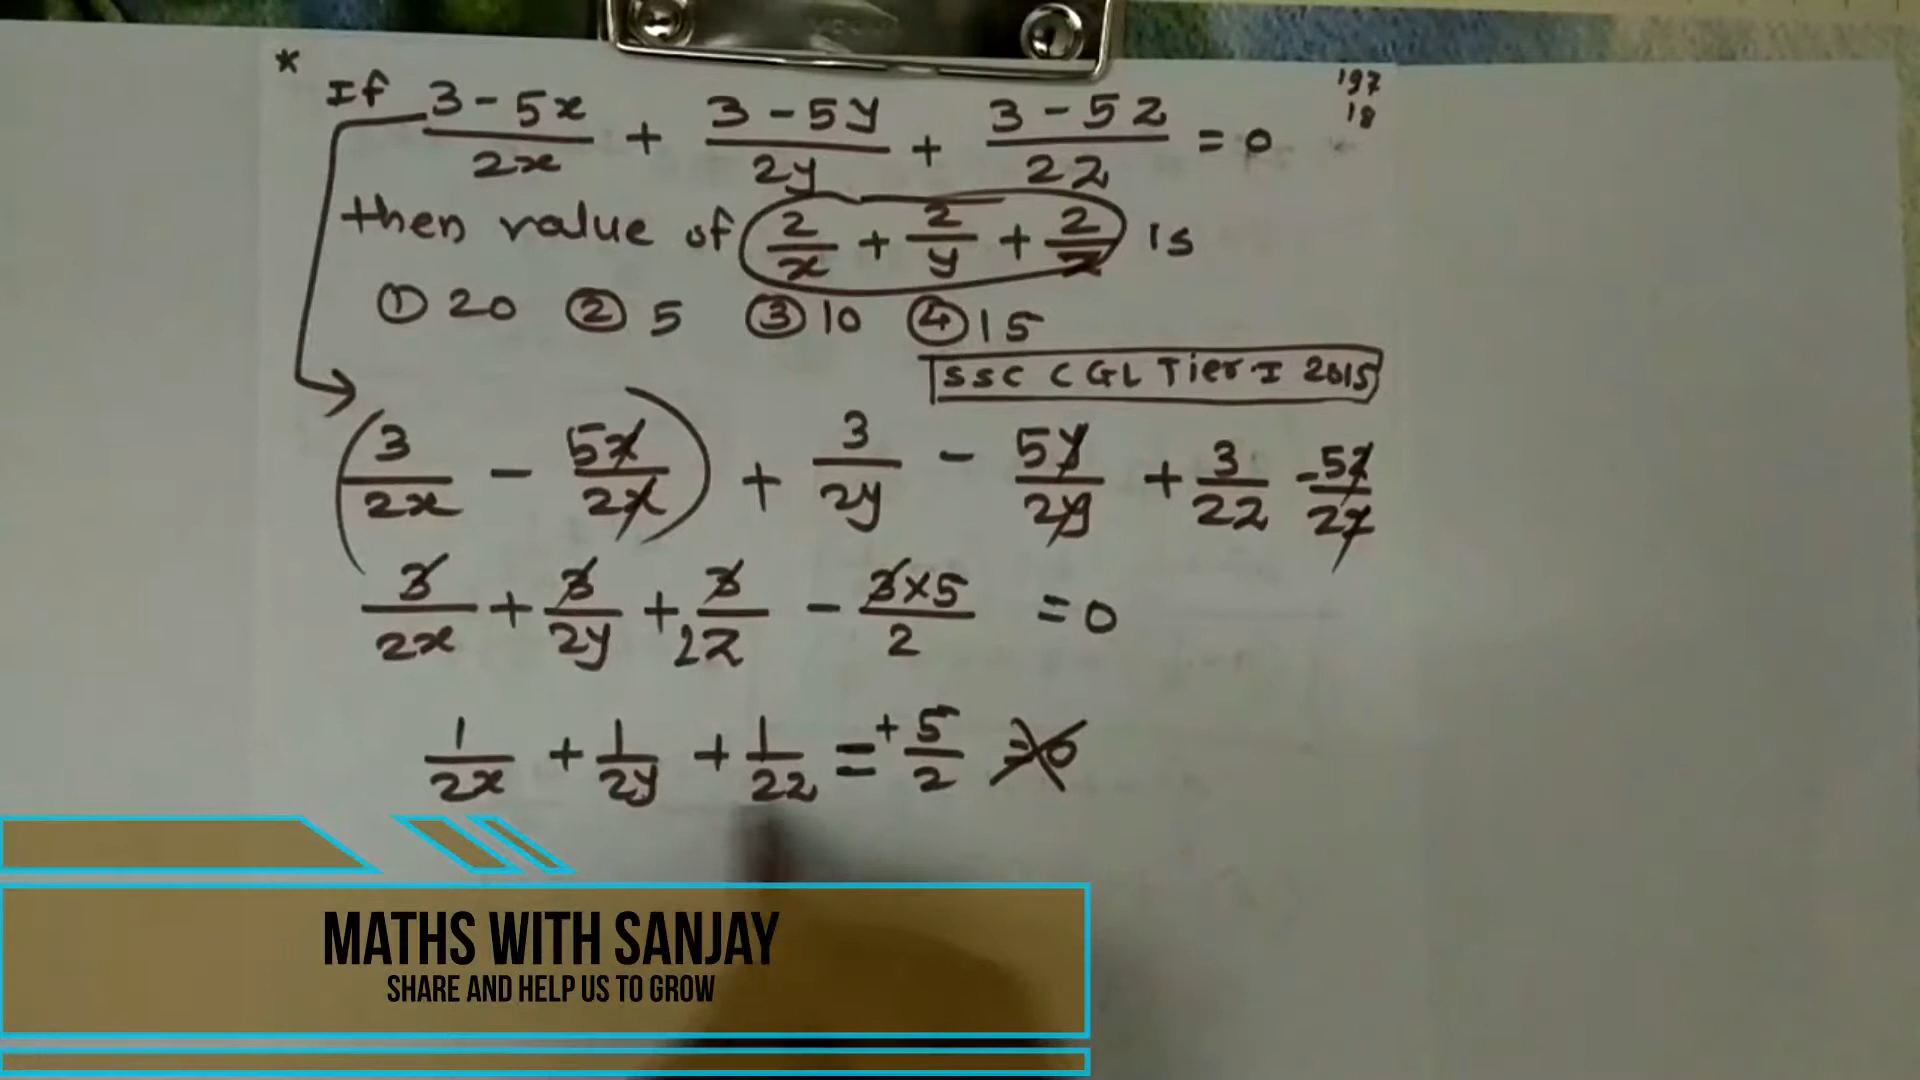 * If 3-5x/2x + 3-5y/2y + 3-5z/2z = 0
197
18
then value of 2/x + 2/y + 2/z is
① 20 ② 5 ③ 10 ④ 15
SSC CGL Tier I 2015
(3/2x - 5x/2x) + 3/2y - 5y/2y + 3/2z - 5z/2z
3/2x + 3/2y + 3/2z - 3×5/2 = 0
1/2x + 1/2y + 1/2z = + 5/2 = 0
MATHS WITH SANJAY
SHARE AND HELP US TO GROW